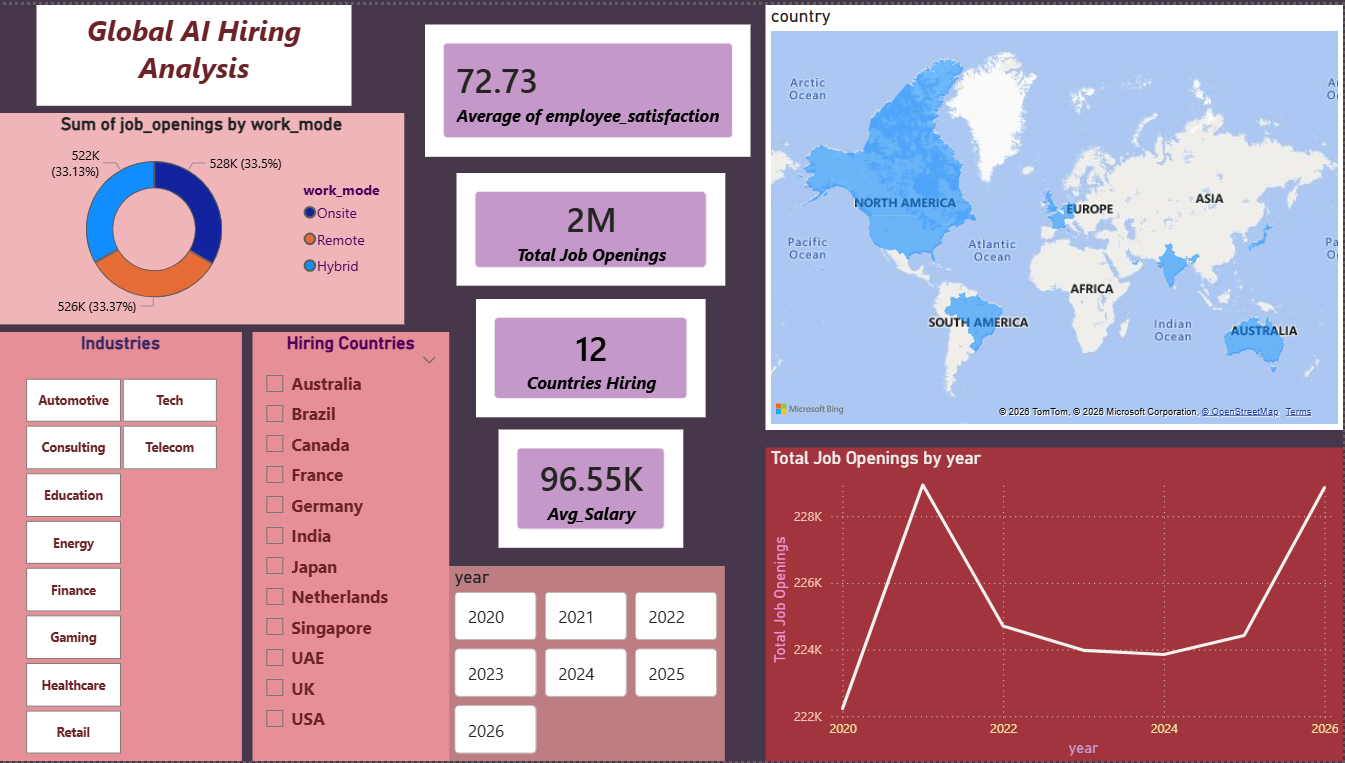 Global AI Hiring
Analysis
Sum of job_openings by work_mode
522K
(33.13%)
528K (33.5%)
526K (33.37%)
work_mode
Onsite
Remote
Hybrid
Industries
Automotive
Tech
Consulting
Telecom
Education
Energy
Finance
Gaming
Healthcare
Retail
Hiring Countries
Australia
Brazil
Canada
France
Germany
India
Japan
Netherlands
Singapore
UAE
UK
USA
72.73
Average of employee_satisfaction
2M
Total Job Openings
12
Countries Hiring
96.55K
Avg_Salary
year
2020
2021
2022
2023
2024
2025
2026
country
Arctic
Ocean
Ar
O
NORTH AMERICA
EUROPE
ASIA
Pacific
Ocean
Atlantic
Ocean
Pa
O
AFRICA
SOUTH AMERICA
Indian
Ocean
AUSTRALIA
Microsoft Bing
© 2026 TomTom, © 2026 Microsoft Corporation, © OpenStreetMap Terms
Total Job Openings by year
Total Job Openings
228K
226K
224K
222K
2020
2022
2024
2026
year